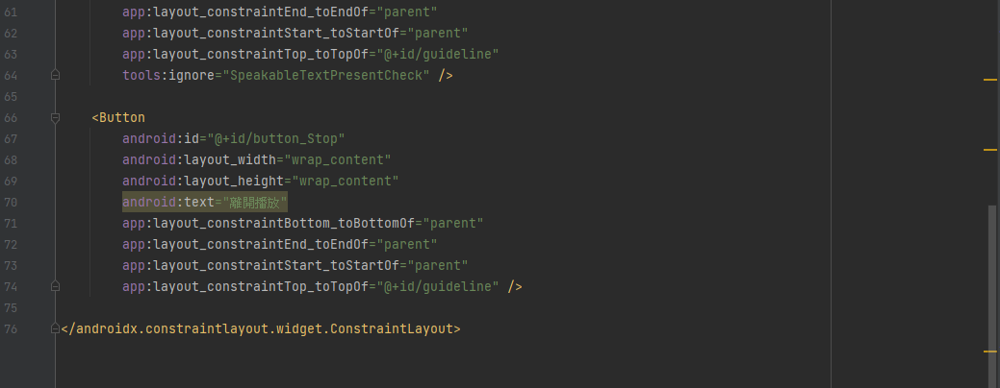 61 app:layout_constraintEnd_toEndOf="parent"
62 app:layout_constraintStart_toStartOf="parent"
63 app:layout_constraintTop_toTopOf="@+id/guideline"
64 tools:ignore="SpeakableTextPresentCheck" />
65
66 <Button
67 android:id="@+id/button_Stop"
68 android:layout_width="wrap_content"
69 android:layout_height="wrap_content"
70 android:text="離開播放"
71 app:layout_constraintBottom_toBottomOf="parent"
72 app:layout_constraintEnd_toEndOf="parent"
73 app:layout_constraintStart_toStartOf="parent"
74 app:layout_constraintTop_toTopOf="@+id/guideline" />
75
76 </androidx.constraintlayout.widget.ConstraintLayout>